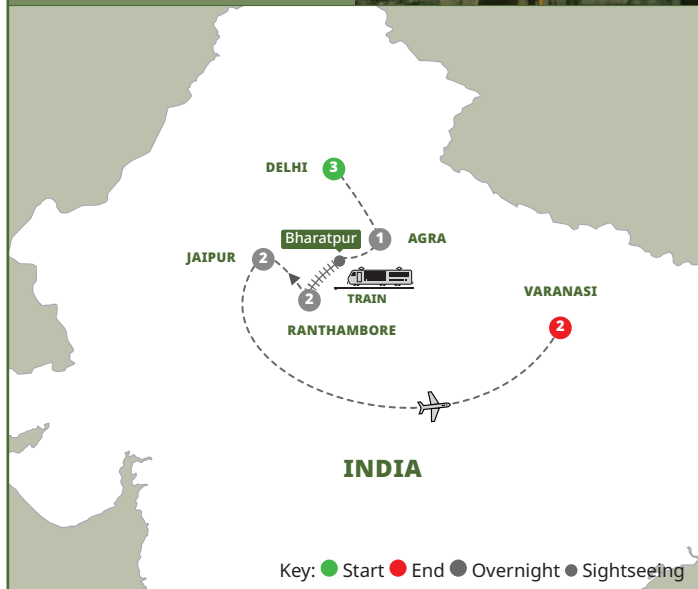 DELHI 3
Bharatpur 1 AGRA
JAIPUR 2
TRAIN
2
RANTHAMBORE
VARANASI
2
INDIA
Key: Start End Overnight Sightseeing